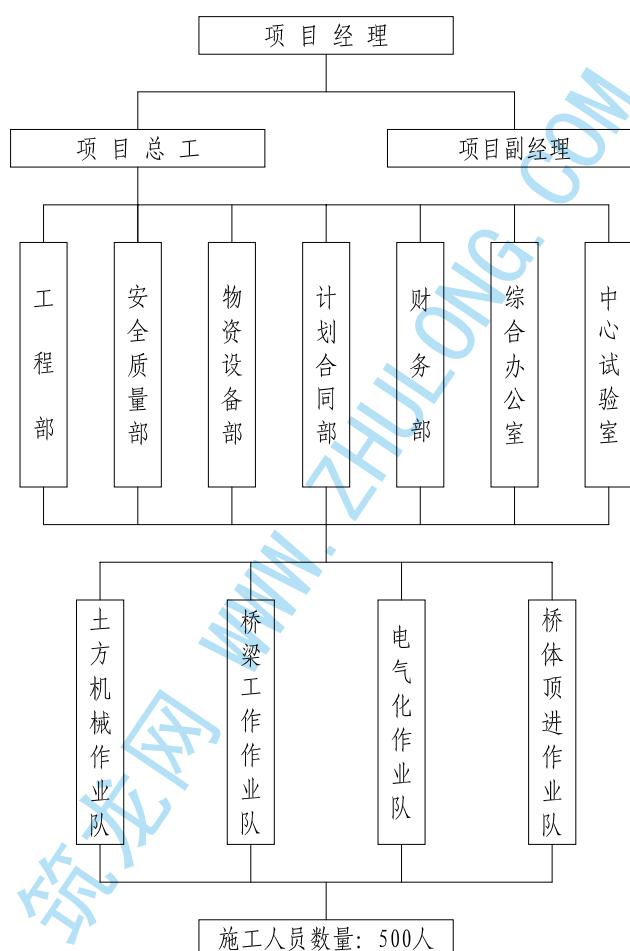 项目经理
项目总工
项目副经理
工程部
安全质量部
物资设备部
计划合同部
财务部
综合办公室
中心试验室
土方机械作业队
桥梁工作作业队
电气化作业队
桥体顶进作业队
施工人员数量：500人
筑龙网 WWW.ZHULONG.COM